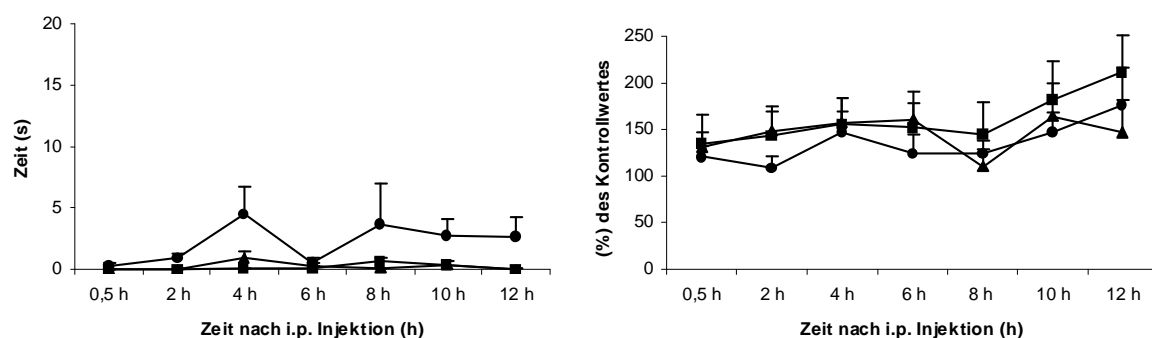 20
15
10
5
0
Zeit (s)
0,5 h 2 h 4 h 6 h 8 h 10 h 12 h
Zeit nach i.p. Injektion (h)
250
200
150
100
50
0
(%) des Kontrollwertes
0,5 h 2 h 4 h 6 h 8 h 10 h 12 h
Zeit nach i.p. Injektion (h)